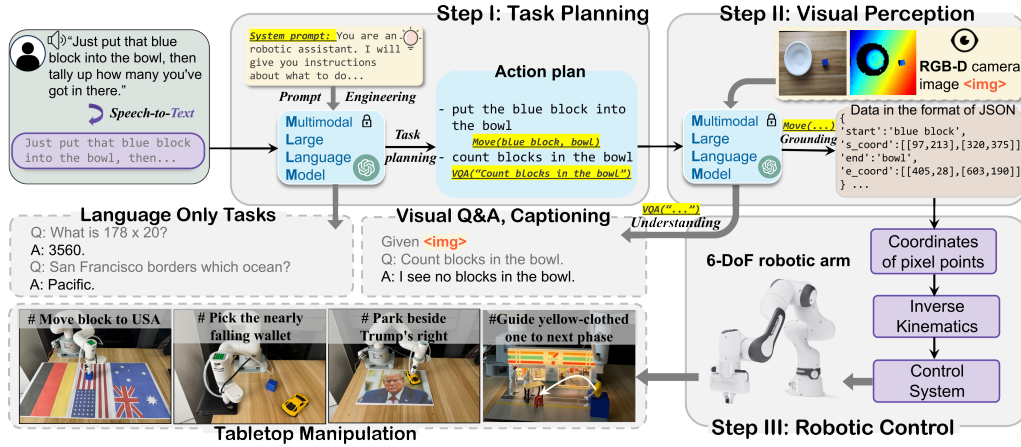 Step I: Task Planning
Step II: Visual Perception
“Just put that blue
block into the bowl, then
tally up how many you've
got in there.”
Speech-to-Text
Just put that blue block
into the bowl, then...
System prompt: You are an
robotic assistant. I will
give you instructions
about what to do...
Prompt Engineering
Multimodal
Large
Language
Model
Task
planning
Action plan
- put the blue block into
the bowl
Move(blue block, bowl)
- count blocks in the bowl
VQA(“Count blocks in the bowl”)
Multimodal
Large
Language
Model
RGB-D camera
image <img>
Move(...)
Grounding
Data in the format of JSON
{
'start':'blue block',
's_coord':[[97,213],[320,375]]
'end':'bowl',
'e_coord':[[405,28],[603,190]]
} ...
VQA(“...”)
Understanding
Language Only Tasks
Q: What is 178 x 20?
A: 3560.
Q: San Francisco borders which ocean?
A: Pacific.
Visual Q&A, Captioning
Given <img>
Q: Count blocks in the bowl.
A: I see no blocks in the bowl.
6-DoF robotic arm
Coordinates
of pixel points
Inverse
Kinematics
Control
System
Step III: Robotic Control
# Move block to USA
# Pick the nearly
falling wallet
# Park beside
Trump's right
#Guide yellow-clothed
one to next phase
Tabletop Manipulation